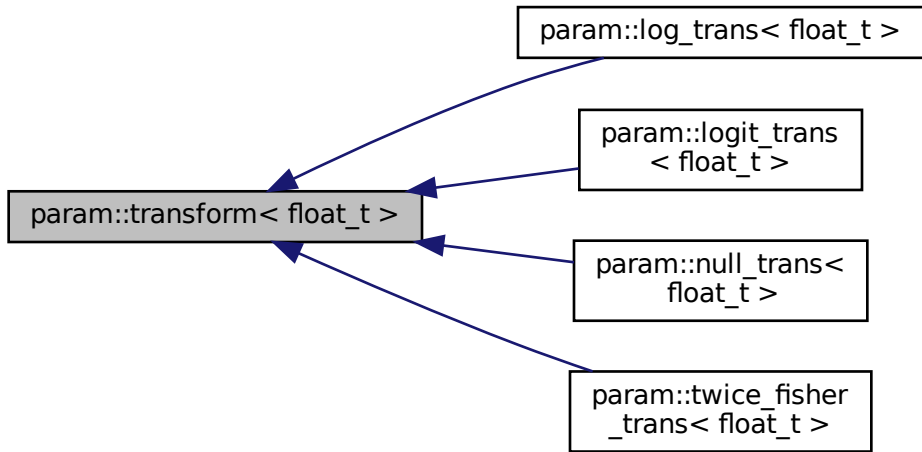 param::log_trans< float_t >
param::logit_trans
< float_t >
param::transform< float_t >
param::null_trans<
float_t >
param::twice_fisher
_trans< float_t >